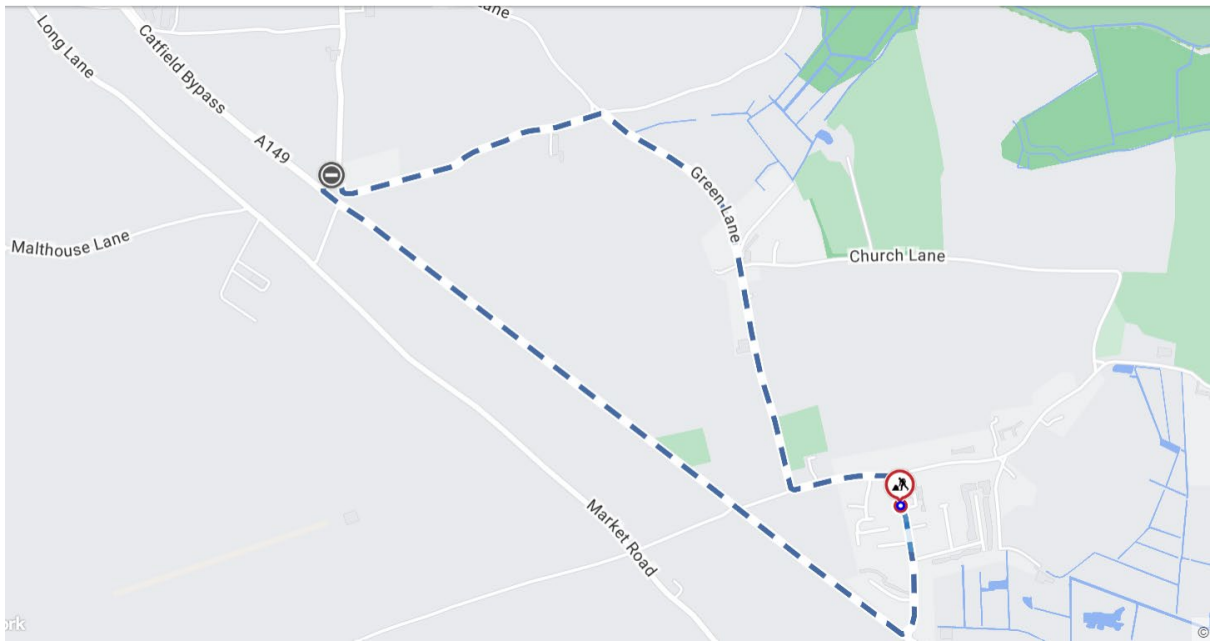 Long Lane
Catfield Bypass
A149
Green Lane
Malthouse Lane
Church Lane
Market Road
©